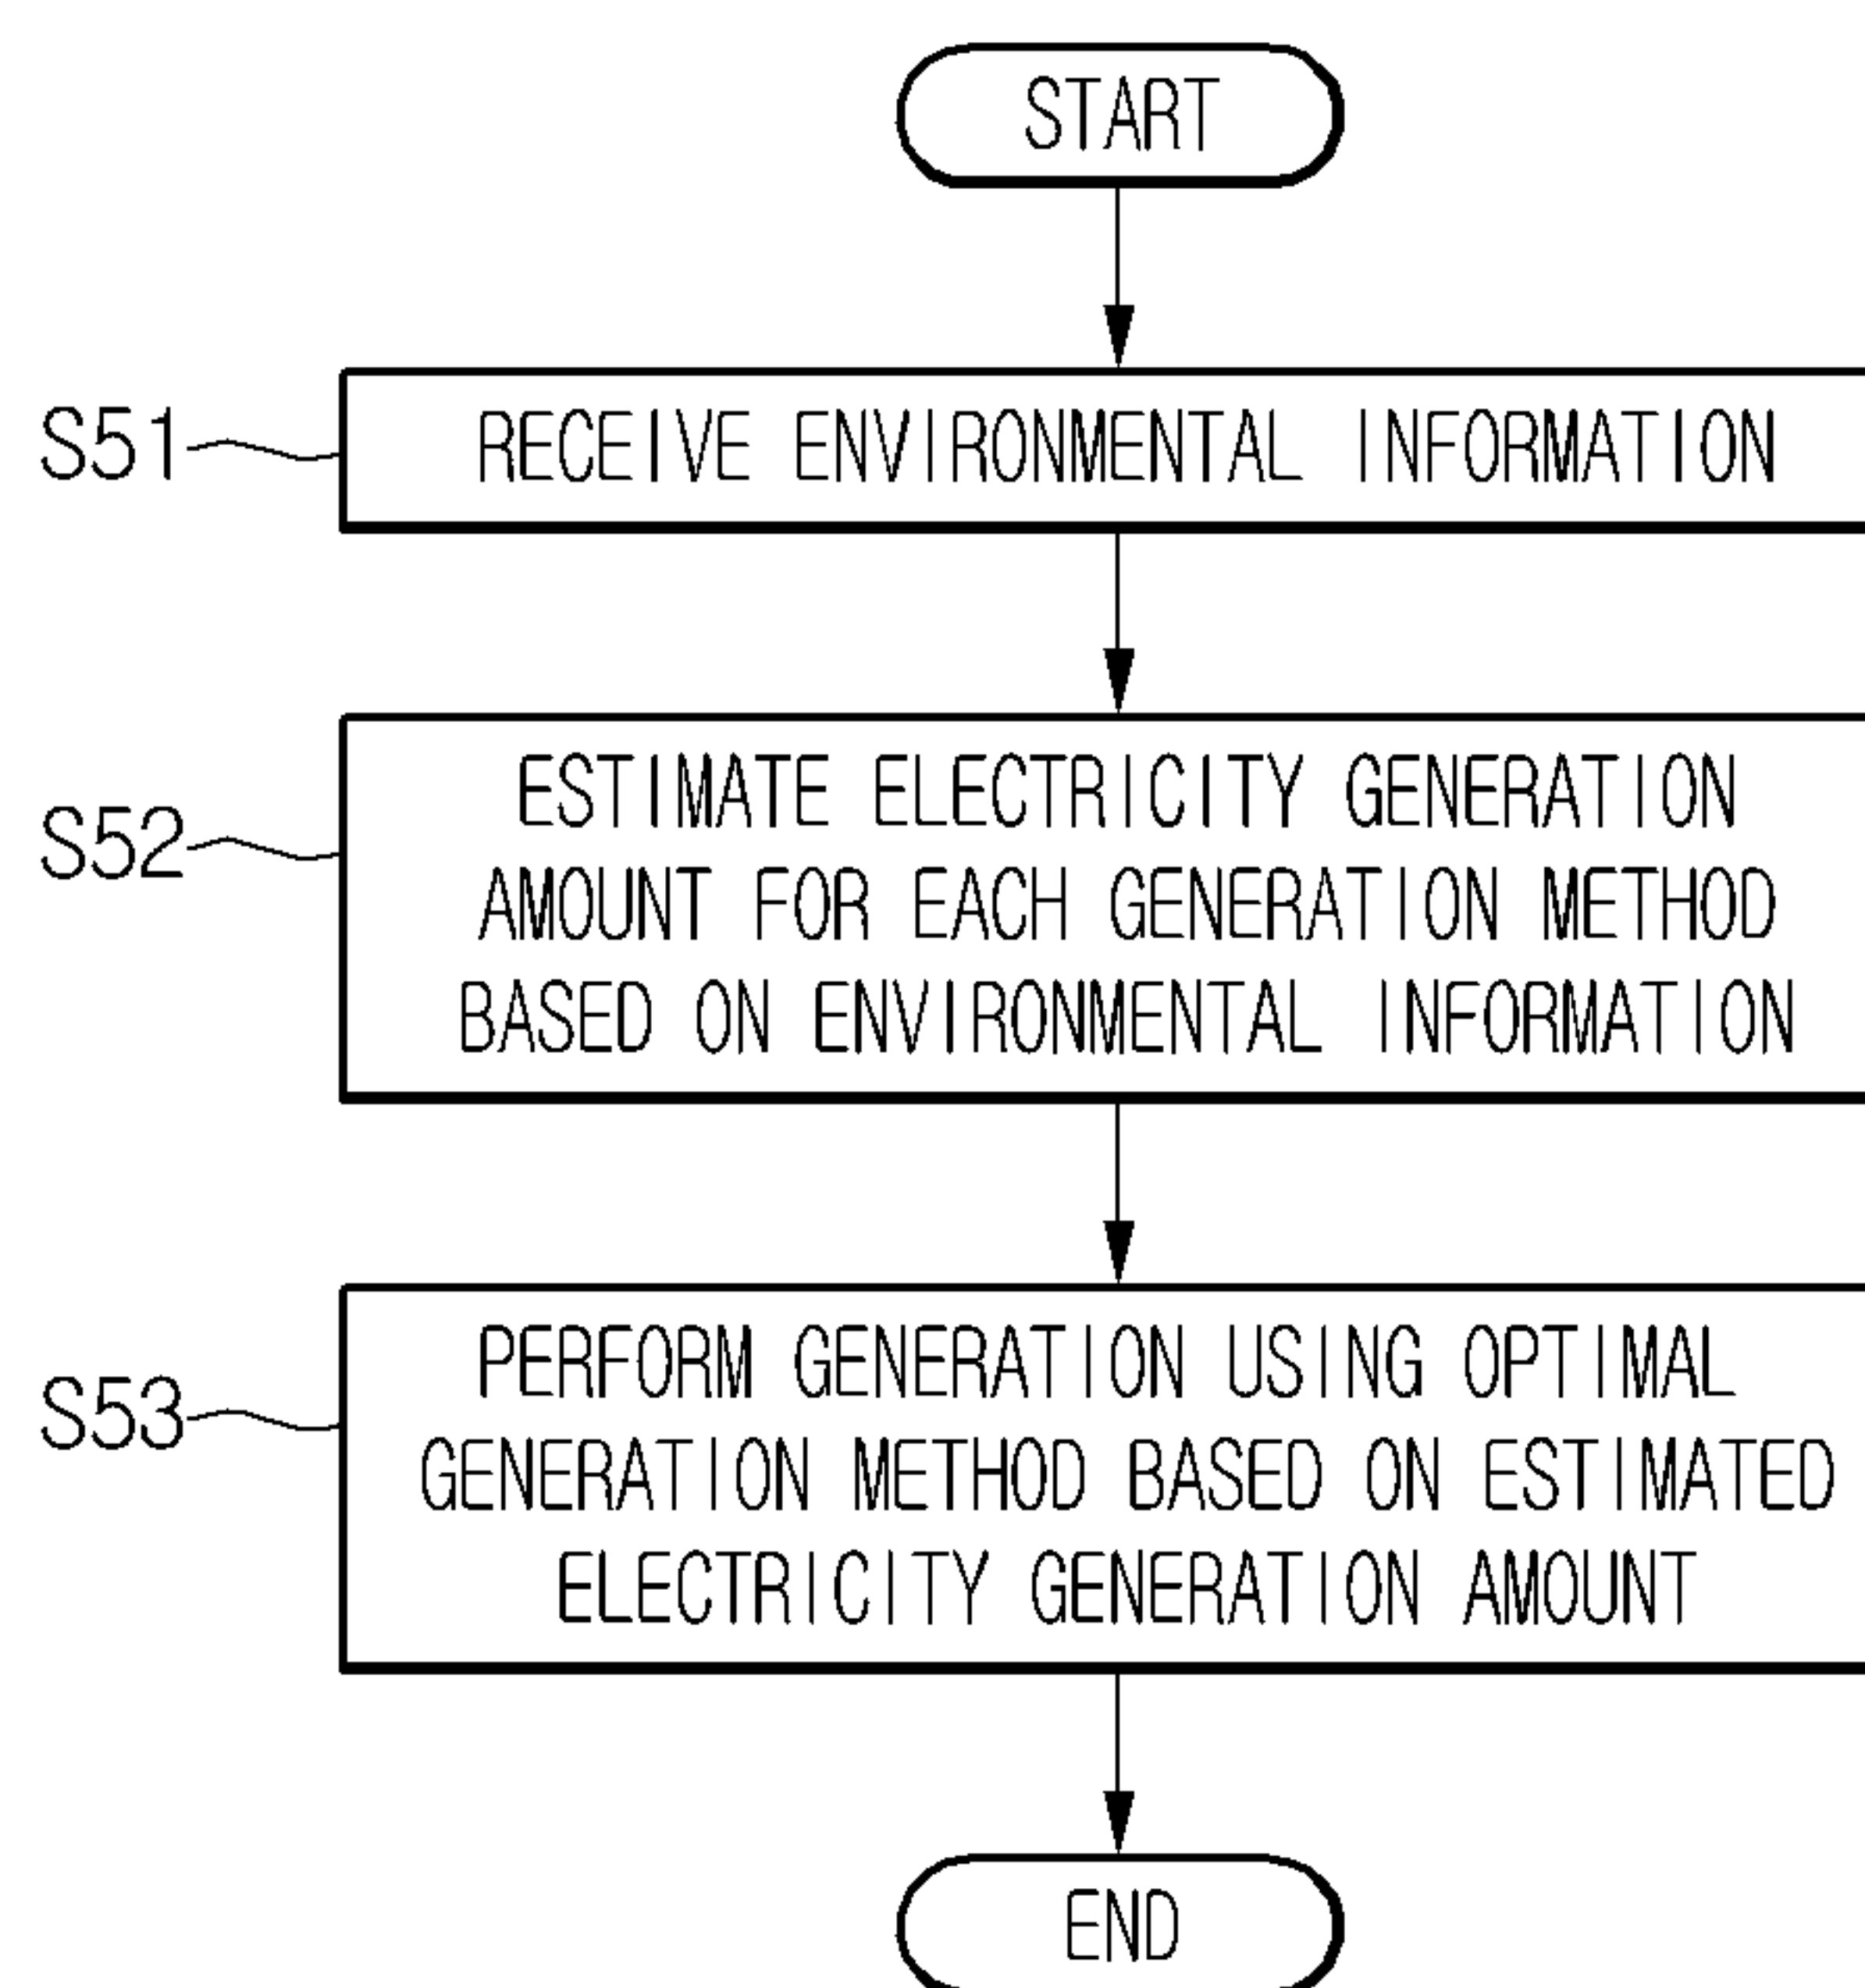 START
S51
RECEIVE ENVIRONMENTAL INFORMATION
S52
ESTIMATE ELECTRICITY GENERATION
AMOUNT FOR EACH GENERATION METHOD
BASED ON ENVIRONMENTAL INFORMATION
S53
PERFORM GENERATION USING OPTIMAL
GENERATION METHOD BASED ON ESTIMATED
ELECTRICITY GENERATION AMOUNT
END